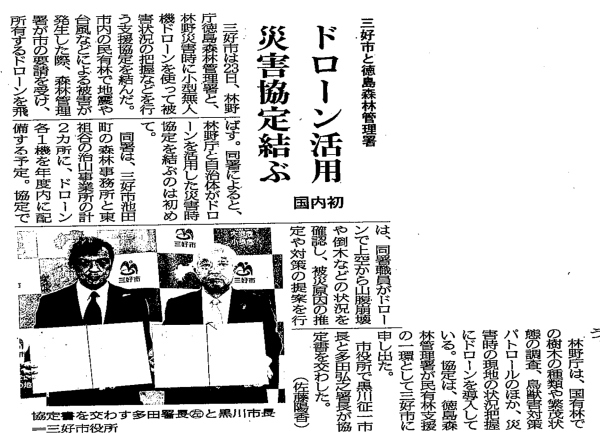 三好市と徳島森林管理署
ドローン活用
災害協定結ぶ
国内初
三好市は23日、林野
庁徳島森林管理署と、
林野災害時に小型無人
機ドローンを使って被
害状況の把握などを行
う支援協定を結んだ。
市内の民有林で地震や
台風などによる被害が
発生した際、森林管理
署が市の要請を受け、
所有するドローンを飛
ばす。同署によると、
林野庁と自治体がドロ
ーンを活用した災害時
協定を結ぶのは初め
て。
同署は、三好市池田
町の森林事務所と東
祖谷の治山事業所の計
2カ所に、ドローン
各1機を年度内に配
備する予定。協定で
は、同署職員がドロー
ンで上空から山腹崩壊
や倒木などの状況を
確認し、被災原因の推
定や対策の提案を行
う。
林野庁は、国有林で
の樹木の種類や繁茂状
態の調査、鳥獣害対策
パトロールのほか、災
害時の現地の状況把握
にドローンを導入して
いる。協定は、徳島森
林管理署が民有林支援
の一環として三好市に
申し出た。
市役所で黒川征一市
長と多田弘之署長が協
定書を交わした。
(佐藤陽香)
三好市
三好市
協定書を交わす多田署長㊧と黒川市長
＝三好市役所